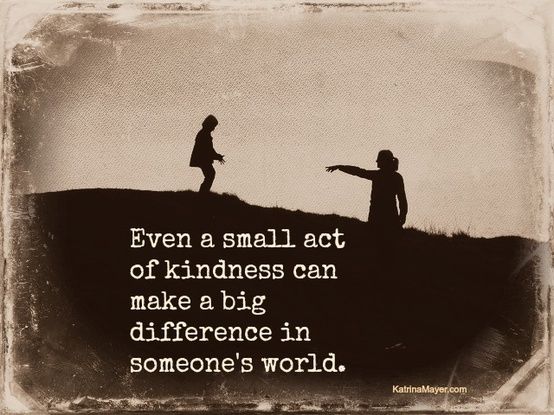 Even a small act
of kindness can
make a big
difference in
someone's world.
KatrinaMayer.com